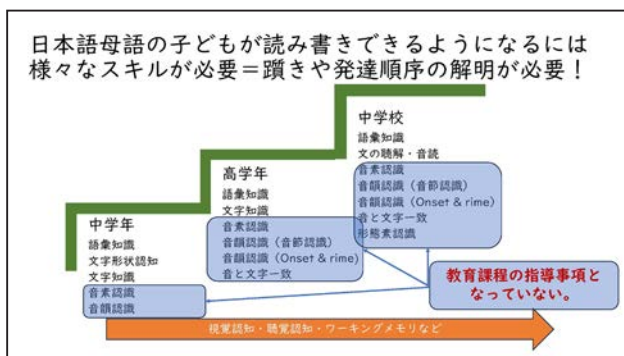 日本語母語の子どもが読み書きできるようになるには
様々なスキルが必要＝躓きや発達順序の解明が必要！
中学年
語彙知識
文字形状認知
文字知識
音素認識
音韻認識
高学年
語彙知識
文字知識
音素認識
音韻認識（音節認識）
音韻認識（Onset & rime）
音と文字一致
中学校
語彙知識
文の聴解・音読
音素認識
音韻認識（音節認識）
音韻認識（Onset & rime）
音と文字一致
形態素認識
教育課程の指導事項と
なっていない。
視覚認知・聴覚認知・ワーキングメモリなど